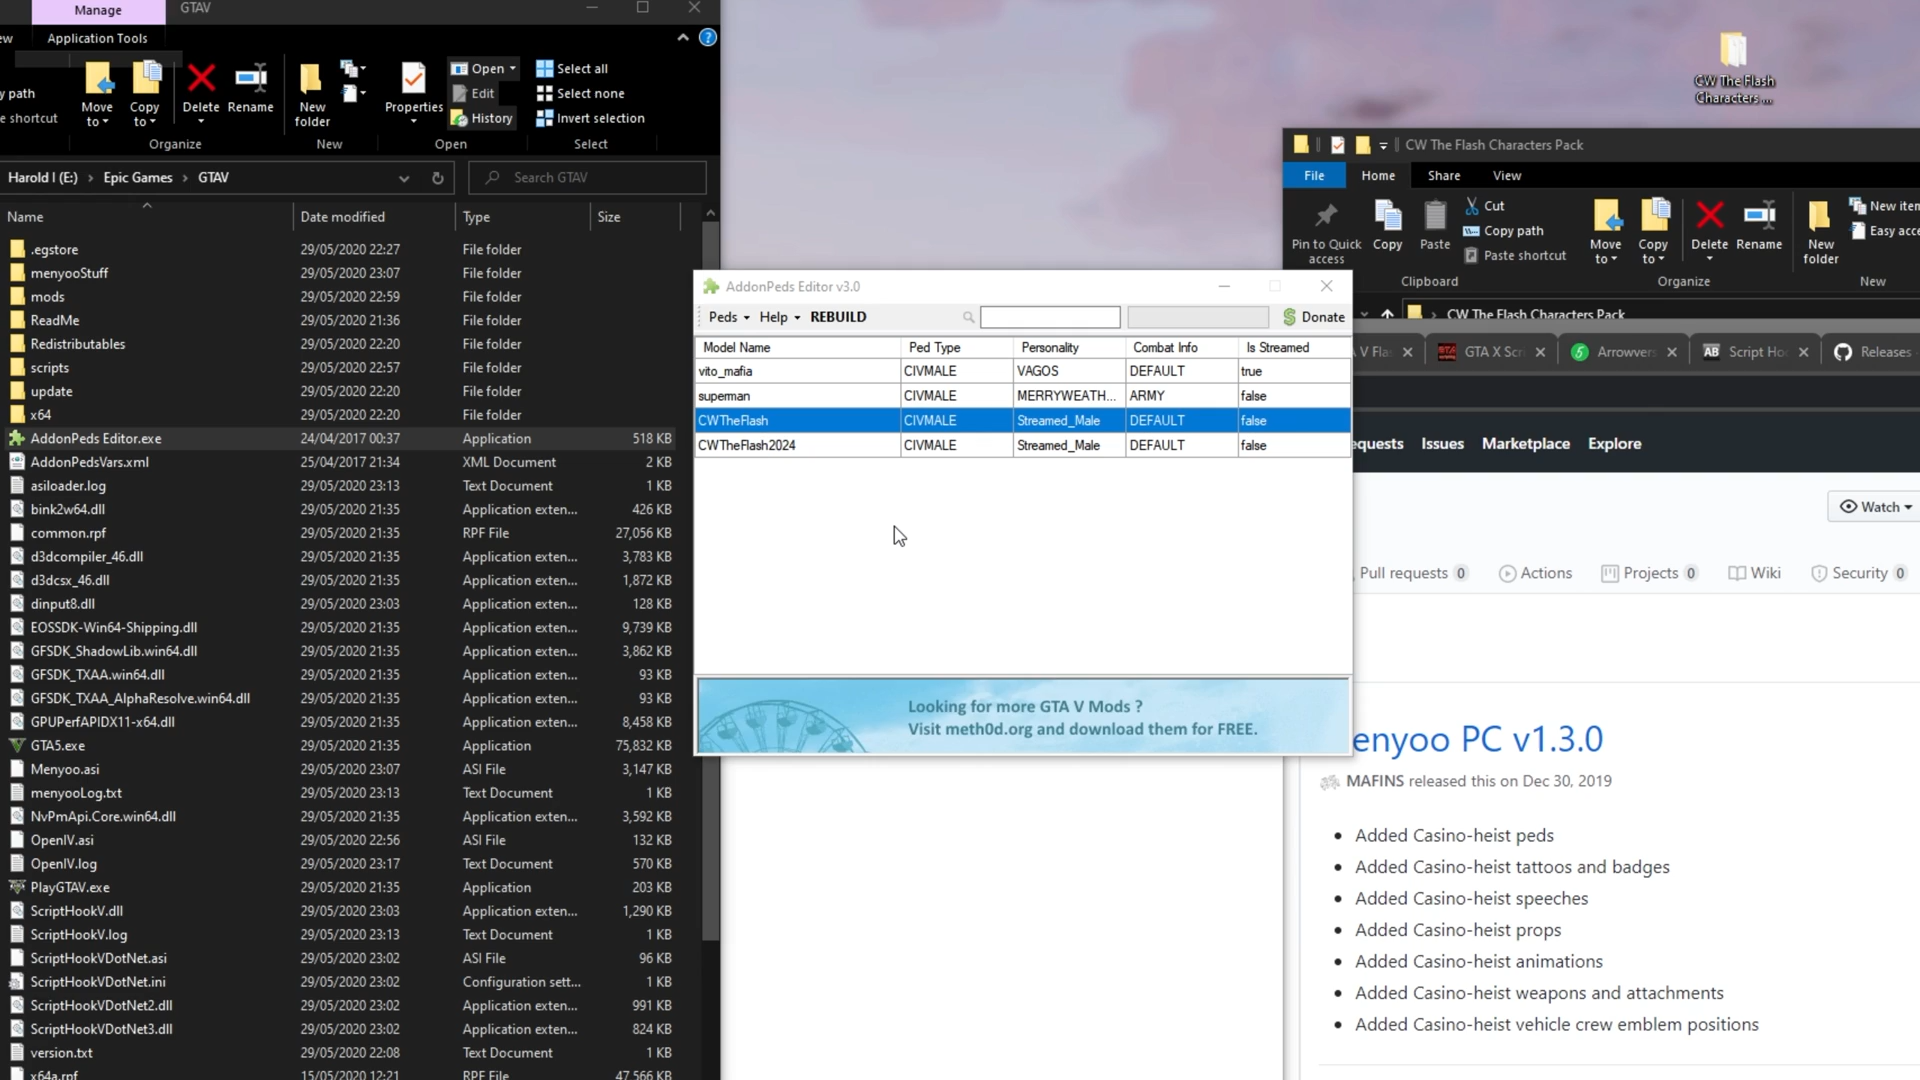 Manage
GTAV
Application Tools
Move to
Copy to
Delete
Rename
New folder
Properties
Open
Edit
History
Select all
Select none
Invert selection
y path
e shortcut
Organize
New
Open
Select
Harold I (E:) › Epic Games › GTAV
Search GTAV
Name Date modified Type Size
.egstore 29/05/2020 22:27 File folder
menyooStuff 29/05/2020 23:07 File folder
mods 29/05/2020 22:59 File folder
ReadMe 29/05/2020 21:36 File folder
Redistributables 29/05/2020 22:20 File folder
scripts 29/05/2020 22:57 File folder
update 29/05/2020 22:20 File folder
x64 29/05/2020 22:20 File folder
AddonPeds Editor.exe 24/04/2017 00:37 Application 518 KB
AddonPedsVars.xml 25/04/2017 21:34 XML Document 2 KB
asiloader.log 29/05/2020 23:13 Text Document 1 KB
bink2w64.dll 29/05/2020 21:35 Application exten... 426 KB
common.rpf 29/05/2020 21:35 RPF File 27,056 KB
d3dcompiler_46.dll 29/05/2020 21:35 Application exten... 3,783 KB
d3dcsx_46.dll 29/05/2020 21:35 Application exten... 1,872 KB
dinput8.dll 29/05/2020 23:03 Application exten... 128 KB
EOSSDK-Win64-Shipping.dll 29/05/2020 21:35 Application exten... 9,739 KB
GFSDK_ShadowLib.win64.dll 29/05/2020 21:35 Application exten... 3,862 KB
GFSDK_TXAA.win64.dll 29/05/2020 21:35 Application exten... 93 KB
GFSDK_TXAA_AlphaResolve.win64.dll 29/05/2020 21:35 Application exten... 93 KB
GPUPerfAPIDX11-x64.dll 29/05/2020 21:35 Application exten... 8,458 KB
GTA5.exe 29/05/2020 21:35 Application 75,832 KB
Menyoo.asi 29/05/2020 23:07 ASI File 3,147 KB
menyooLog.txt 29/05/2020 23:13 Text Document 1 KB
NvPmApi.Core.win64.dll 29/05/2020 21:35 Application exten... 3,592 KB
OpenIV.asi 29/05/2020 22:56 ASI File 132 KB
OpenIV.log 29/05/2020 23:17 Text Document 570 KB
PlayGTAV.exe 29/05/2020 21:35 Application 203 KB
ScriptHookV.dll 29/05/2020 23:03 Application exten... 1,290 KB
ScriptHookV.log 29/05/2020 23:13 Text Document 1 KB
ScriptHookVDotNet.asi 29/05/2020 23:02 ASI File 96 KB
ScriptHookVDotNet.ini 29/05/2020 23:02 Configuration sett... 1 KB
ScriptHookVDotNet2.dll 29/05/2020 23:02 Application exten... 991 KB
ScriptHookVDotNet3.dll 29/05/2020 23:02 Application exten... 824 KB
version.txt 29/05/2020 22:08 Text Document 1 KB
x64a.rpf 15/05/2020 12:21 RPF File 47,566 KB
AddonPeds Editor v3.0
Peds Help REBUILD Donate
Model Name Ped Type Personality Combat Info Is Streamed
vito_mafia CIVMALE VAGOS DEFAULT true
superman CIVMALE MERRYWEATH... ARMY false
CWTheFlash CIVMALE Streamed_Male DEFAULT false
CWTheFlash2024 CIVMALE Streamed_Male DEFAULT false
Looking for more GTA V Mods ?
Visit meth0d.org and download them for FREE.
CW The Flash
Characters ...
CW The Flash Characters Pack
File Home Share View
Pin to Quick access
Copy
Paste
Cut
Copy path
Paste shortcut
Move to
Copy to
Delete
Rename
New folder
New item
Easy acce
Clipboard
Organize
New
CW The Flash Characters Pack
V Fla
GTA X Scr
Arrowvers
Script Hoo
Releases
equests Issues Marketplace Explore
Watch
Pull requests 0 Actions Projects 0 Wiki Security 0
enyoo PC v1.3.0
MAFINS released this on Dec 30, 2019
Added Casino-heist peds
Added Casino-heist tattoos and badges
Added Casino-heist speeches
Added Casino-heist props
Added Casino-heist animations
Added Casino-heist weapons and attachments
Added Casino-heist vehicle crew emblem positions